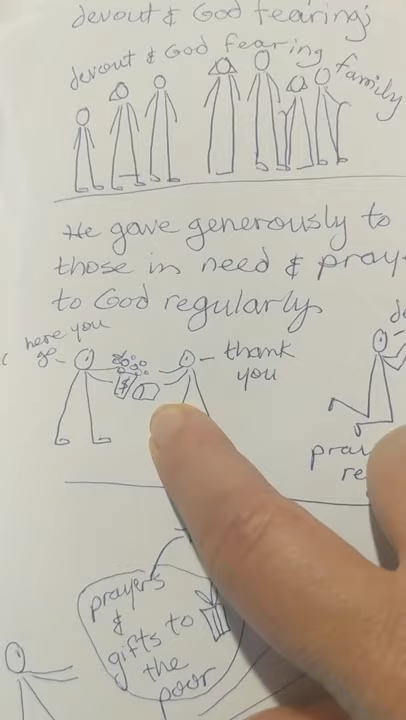 devout & God fearing;
devout & God fearing family
He gave generously to
those in need & pray
to God regularly
here you
go
thank
you
$
prayers
&
gifts to
the
poor